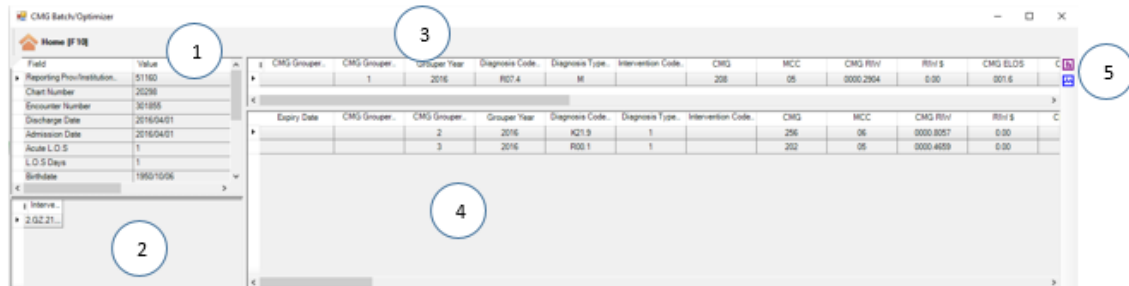 CMG Batch/Optimizer
Home [F10]
1
3
5
Field Value
Reporting Prov/Institution.. 51160
Chart Number 20298
Encounter Number 301855
Discharge Date 2016/04/01
Admission Date 2016/04/01
Acute L.O.S 1
L.O.S Days 1
Birthdate 1950/10/06
CMG Grouper.. CMG Grouper.. Grouper Year Diagnosis Code.. Diagnosis Type.. Intervention Code.. CMG MCC CMG RIW RIW $ CMG ELOS C
1 2016 R07.4 M 208 05 0000.2904 0.00 001.6
Expiry Date CMG Grouper.. CMG Grouper.. Grouper Year Diagnosis Code.. Diagnosis Type.. Intervention Code.. CMG MCC CMG RIW RIW $ C
2 2016 K21.9 1 256 06 0000.8057 0.00
3 2016 R00.1 1 202 05 0000.4659 0.00
Interve..
2.GZ.21...
2
4